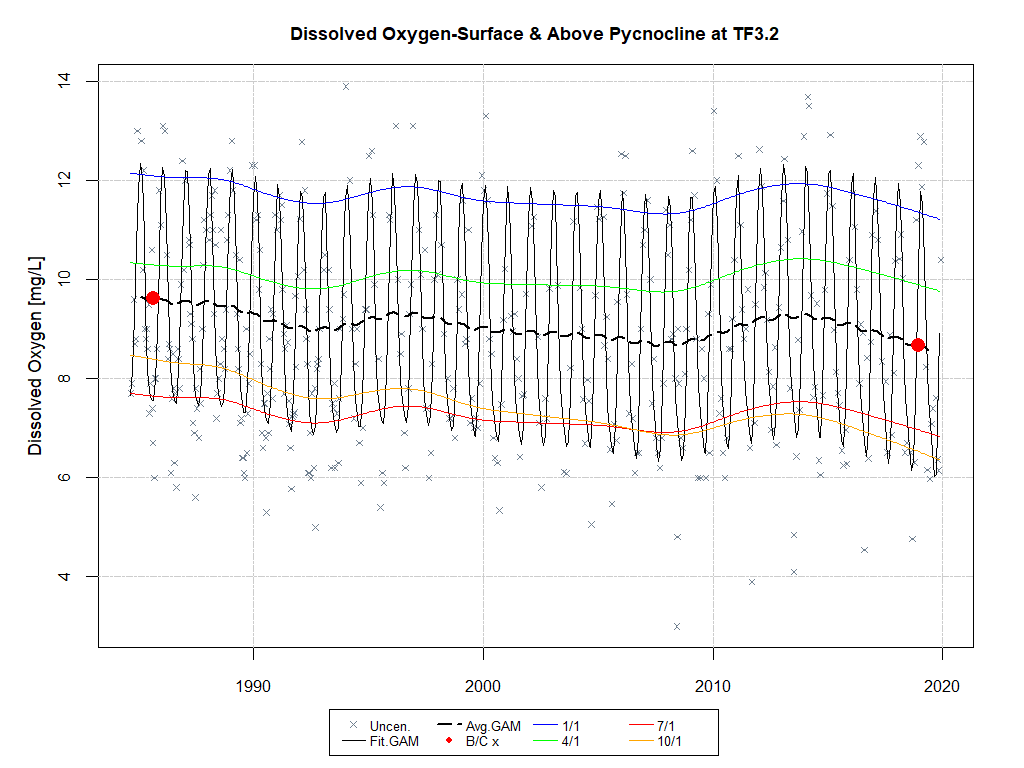 Dissolved Oxygen-Surface & Above Pycnocline at TF3.2
Dissolved Oxygen [mg/L]
14
12
10
8
6
4
1990 2000 2010 2020
Uncen. Avg.GAM 1/1 7/1
Fit.GAM B/C x 4/1 10/1